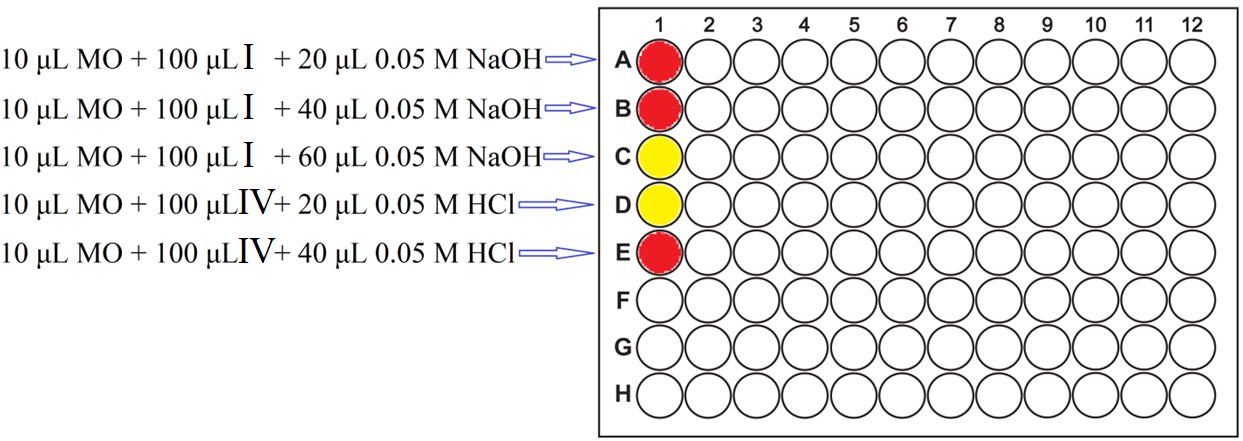 1 2 3 4 5 6 7 8 9 10 11 12
10 μL MO + 100 μL I + 20 μL 0.05 M NaOH A
10 μL MO + 100 μL I + 40 μL 0.05 M NaOH B
10 μL MO + 100 μL I + 60 μL 0.05 M NaOH C
10 μL MO + 100 μL IV + 20 μL 0.05 M HCl D
10 μL MO + 100 μL IV + 40 μL 0.05 M HCl E
F
G
H